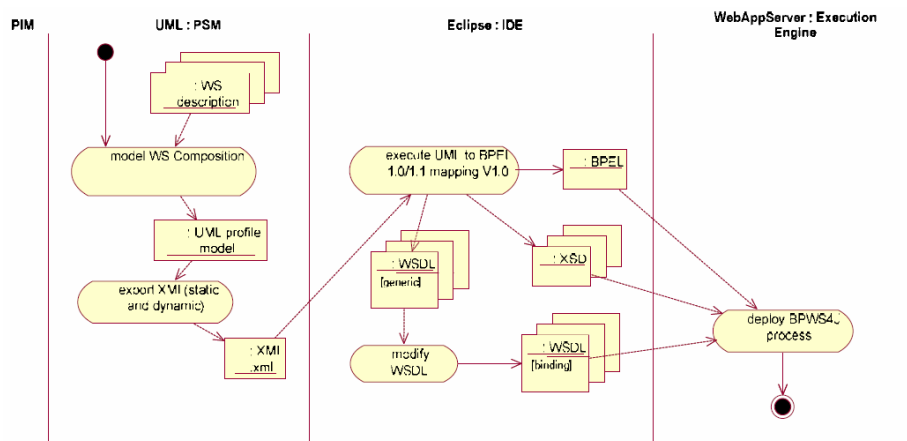 PIM
UML : PSM
Eclipse : IDE
WebAppServer : Execution
Engine
: WS
description
model WS Composition
: UML profile
model
export XMI (static
and dynamic)
: XMI
.xml
execute UML to BPEL
1.0/1.1 mapping V1.0
: BPEL
: WSDL
[generic]
: XSD
modify
WSDL
: WSDL
[binding]
deploy BPWS4J
process